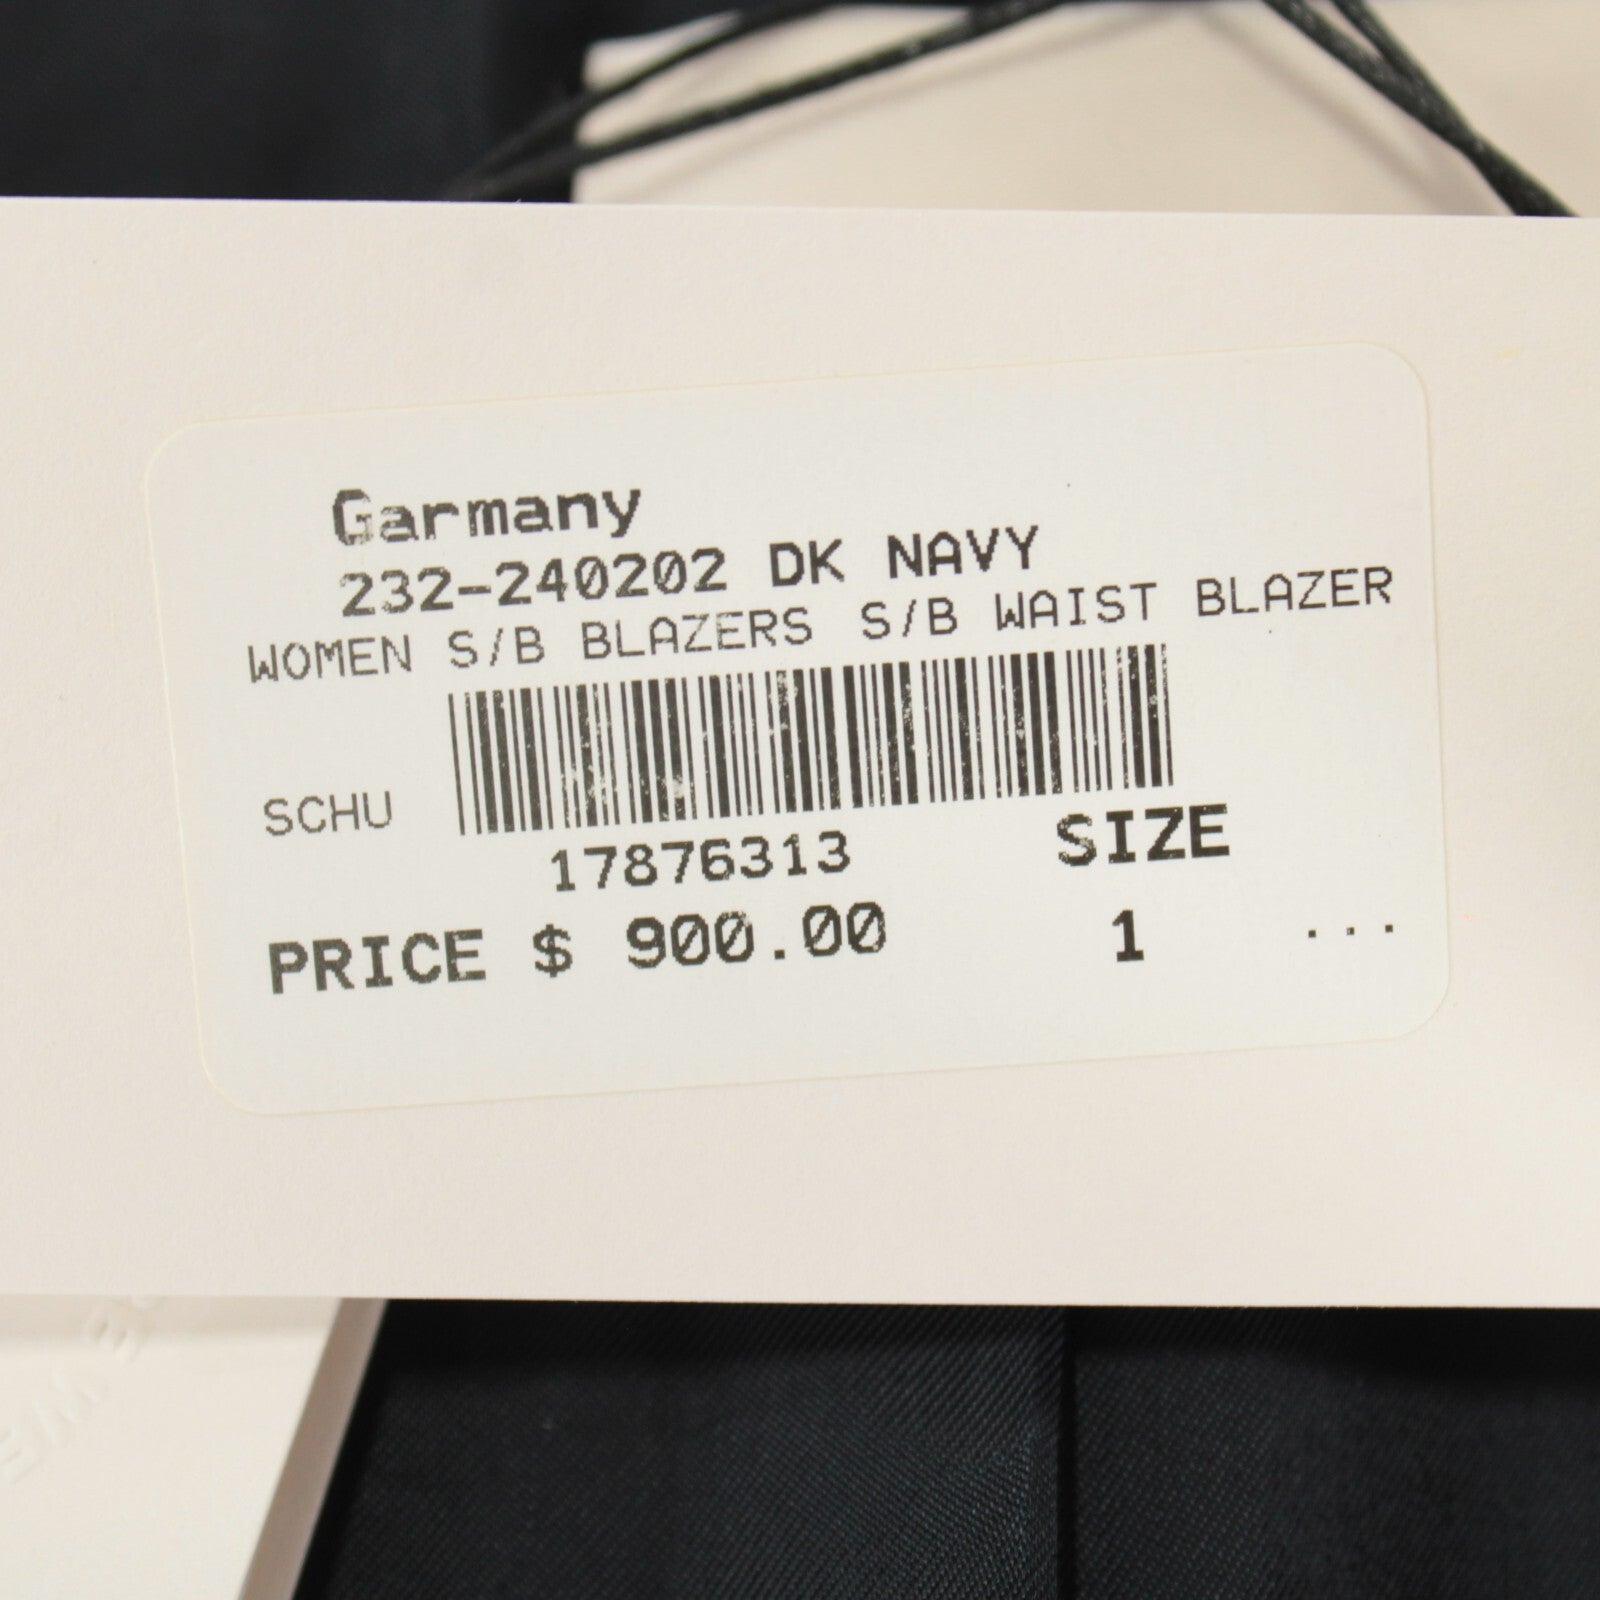 Garmany
232-240202 DK NAVY
WOMEN S/B BLAZERS S/B WAIST BLAZER
SCHU
17876313
SIZE
PRICE $ 900.00
1 ...